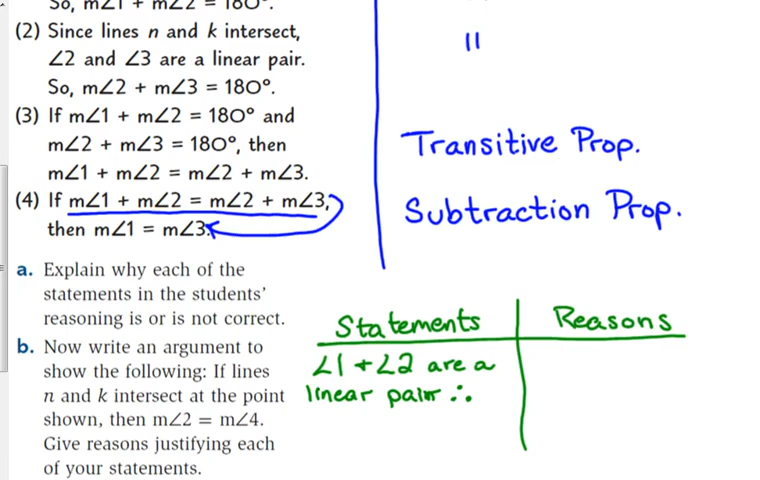 So, m∠1 + m∠2 = 180°.
(2) Since lines n and k intersect,
∠2 and ∠3 are a linear pair.
So, m∠2 + m∠3 = 180°.
(3) If m∠1 + m∠2 = 180° and
m∠2 + m∠3 = 180°, then
m∠1 + m∠2 = m∠2 + m∠3.
(4) If m∠1 + m∠2 = m∠2 + m∠3,
then m∠1 = m∠3.
a. Explain why each of the
statements in the students'
reasoning is or is not correct.
b. Now write an argument to
show the following: If lines
n and k intersect at the point
shown, then m∠2 = m∠4.
Give reasons justifying each
of your statements.
"
Transitive Prop.
Subtraction Prop.
Statements
Reasons
∠1 + ∠2 are a
linear pair ∴